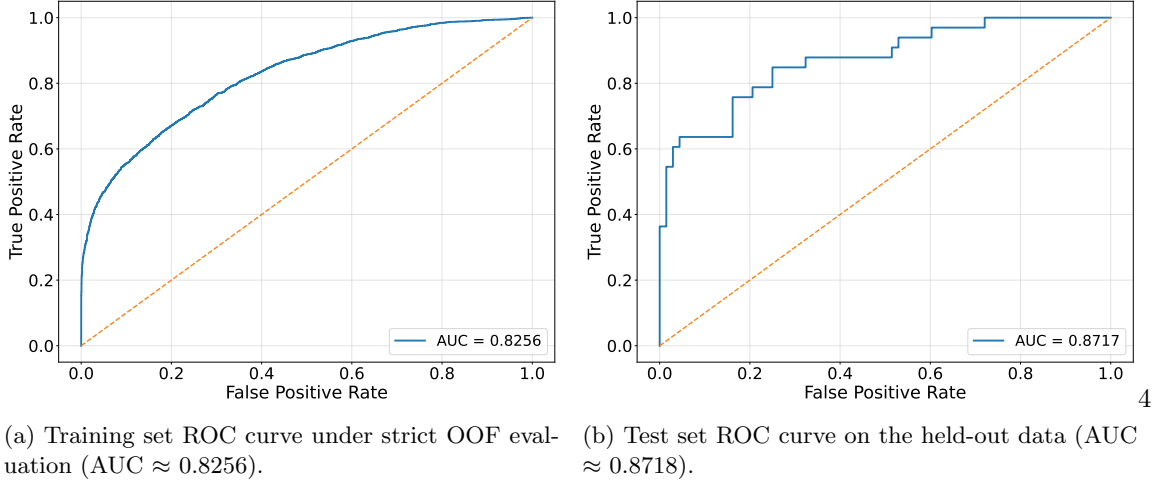 1.0
0.8
0.6
0.4
0.2
0.0
True Positive Rate
0.0 0.2 0.4 0.6 0.8 1.0
False Positive Rate
AUC = 0.8256
1.0
0.8
0.6
0.4
0.2
0.0
True Positive Rate
0.0 0.2 0.4 0.6 0.8 1.0
False Positive Rate
AUC = 0.8717
4
(a) Training set ROC curve under strict OOF eval-
uation (AUC ≈ 0.8256).
(b) Test set ROC curve on the held-out data (AUC
≈ 0.8718).